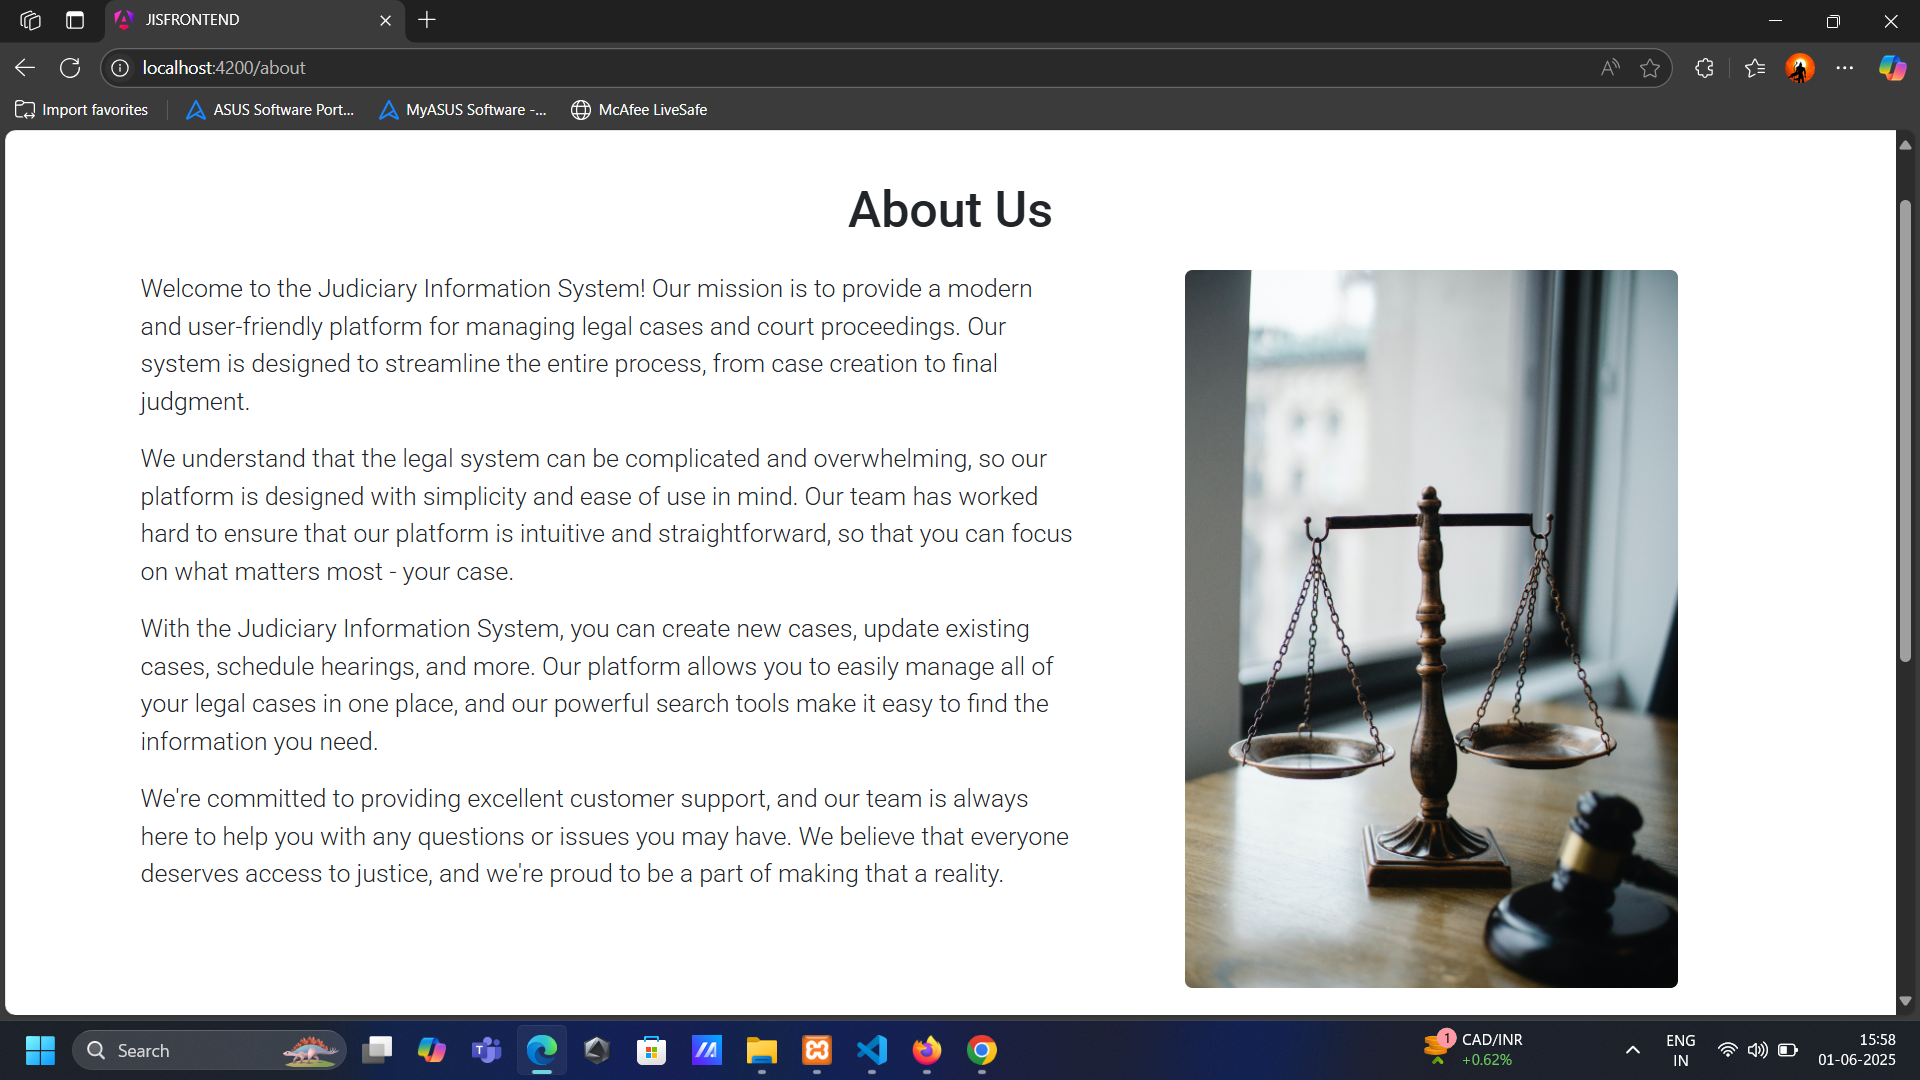 JISFRONTEND
localhost:4200/about
Import favorites
ASUS Software Port...
MyASUS Software -...
McAfee LiveSafe
About Us
Welcome to the Judiciary Information System! Our mission is to provide a modern
and user-friendly platform for managing legal cases and court proceedings. Our
system is designed to streamline the entire process, from case creation to final
judgment.
We understand that the legal system can be complicated and overwhelming, so our
platform is designed with simplicity and ease of use in mind. Our team has worked
hard to ensure that our platform is intuitive and straightforward, so that you can focus
on what matters most - your case.
With the Judiciary Information System, you can create new cases, update existing
cases, schedule hearings, and more. Our platform allows you to easily manage all of
your legal cases in one place, and our powerful search tools make it easy to find the
information you need.
We're committed to providing excellent customer support, and our team is always
here to help you with any questions or issues you may have. We believe that everyone
deserves access to justice, and we're proud to be a part of making that a reality.
Search
1
CAD/INR
+0.62%
ENG
IN
15:58
01-06-2025